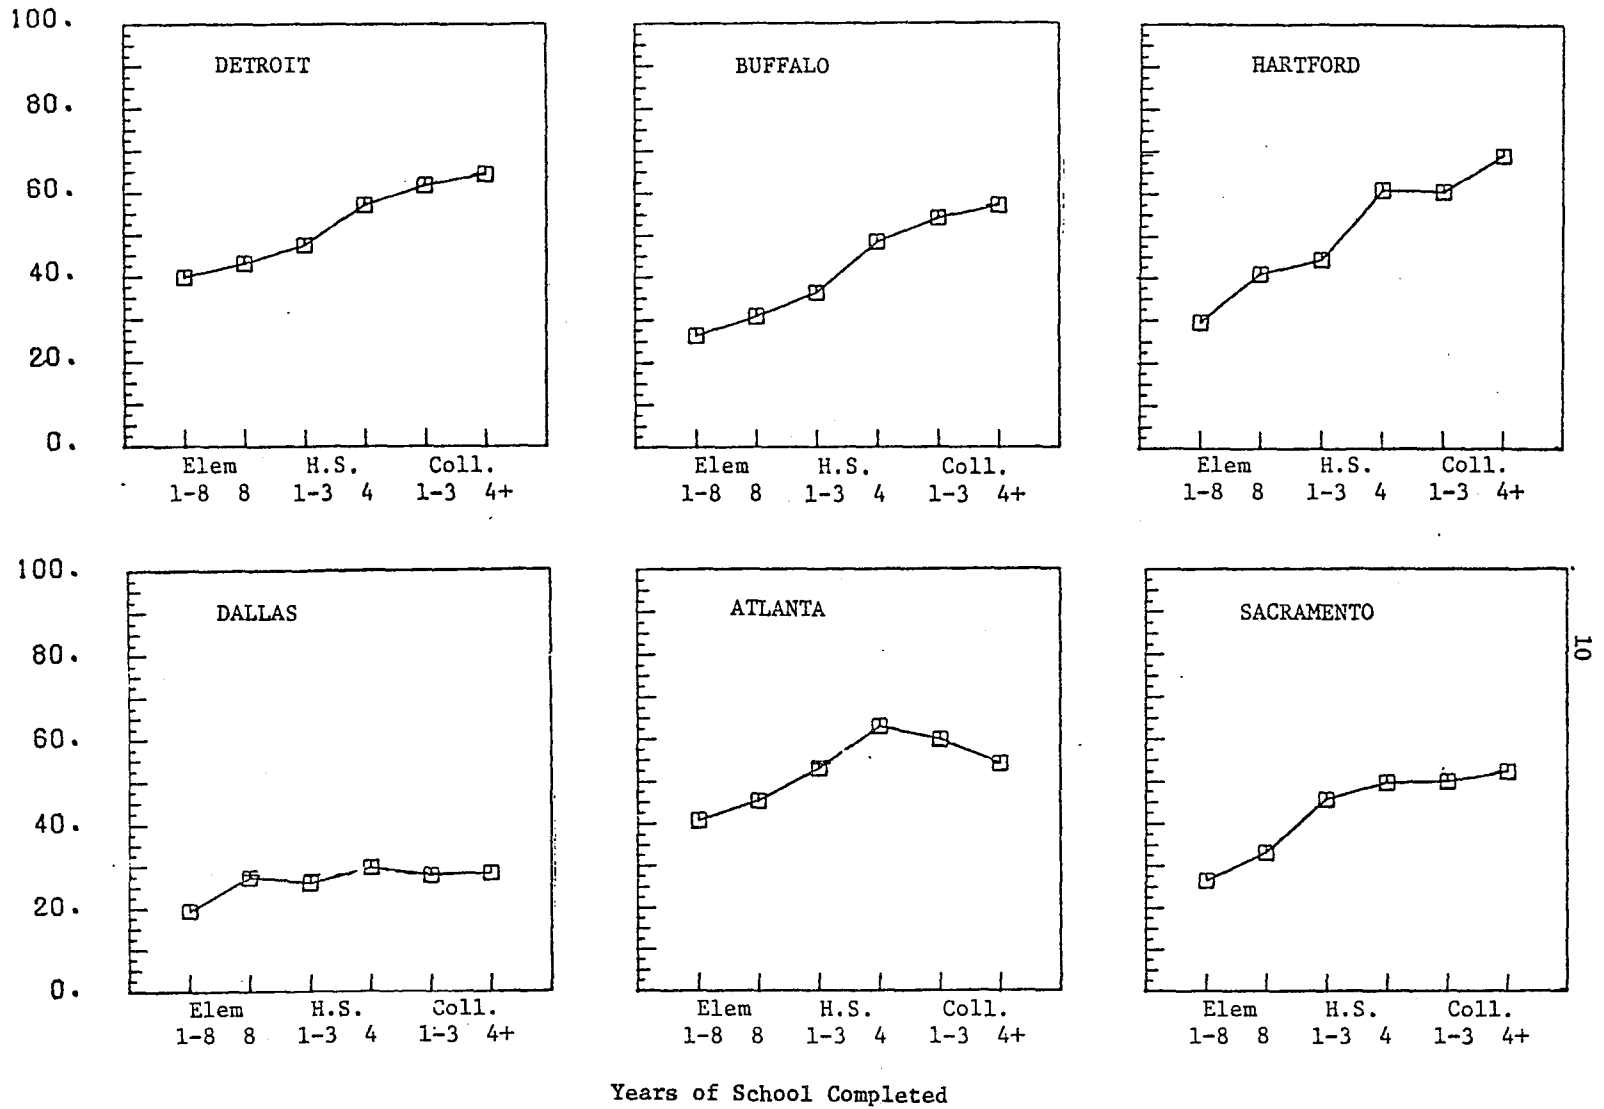 100. 80. 60. 40. 20. 0.
DETROIT
Elem H.S. Coll.
1-8 8 1-3 4 1-3 4+
BUFFALO
Elem H.S. Coll.
1-8 8 1-3 4 1-3 4+
HARTFORD
Elem H.S. Coll.
1-8 8 1-3 4 1-3 4+
100. 80. 60. 40. 20. 0.
DALLAS
Elem H.S. Coll.
1-8 8 1-3 4 1-3 4+
ATLANTA
Elem H.S. Coll.
1-8 8 1-3 4 1-3 4+
SACRAMENTO
Elem H.S. Coll.
1-8 8 1-3 4 1-3 4+
10
Years of School Completed